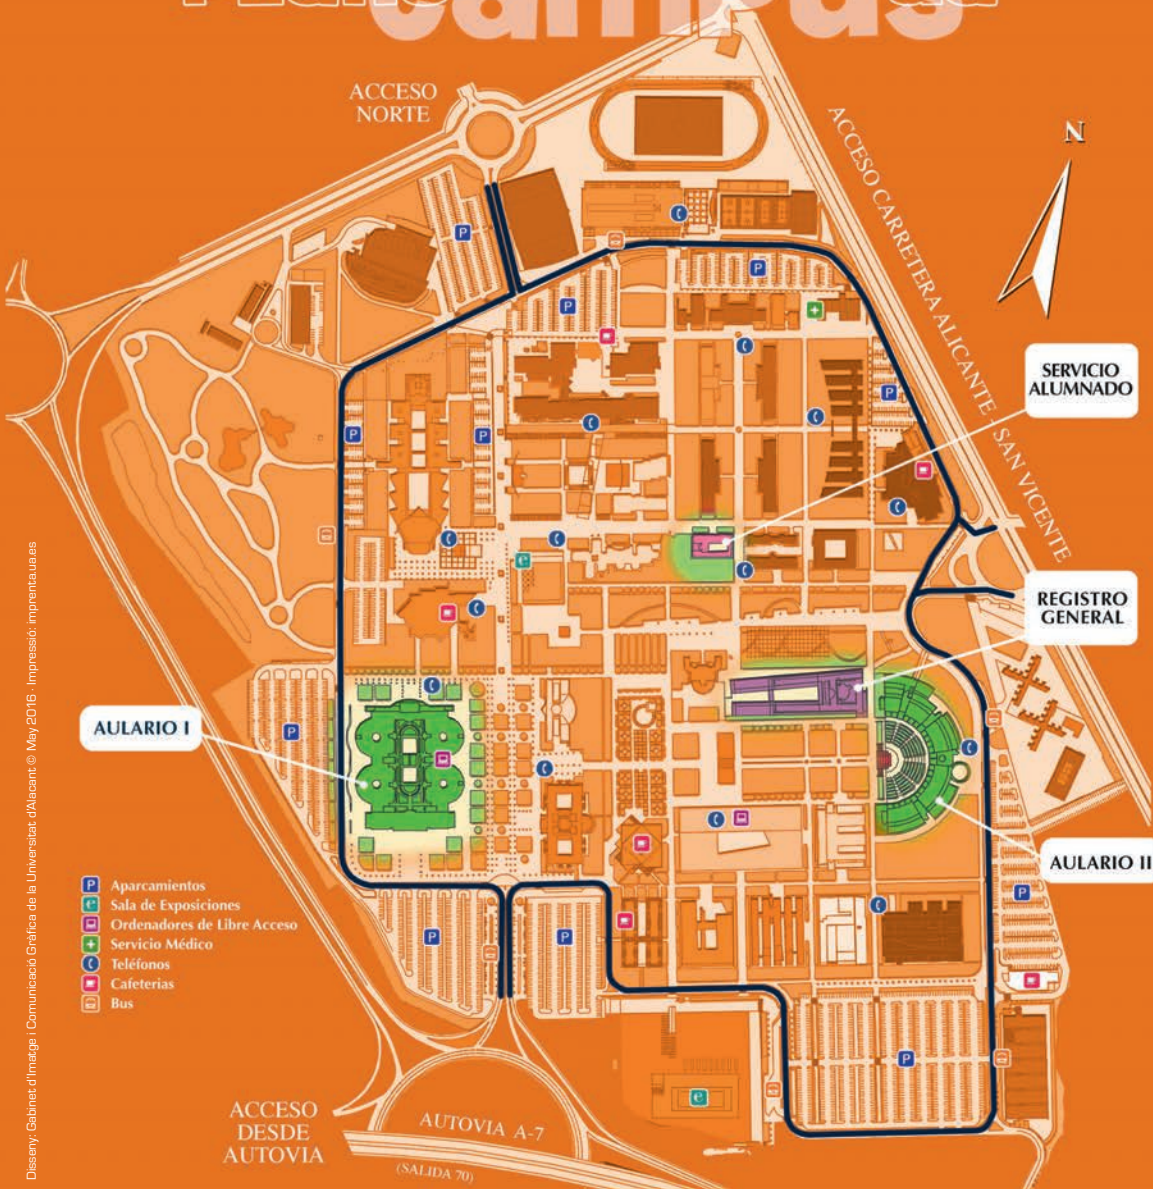 campus
ACCESO
NORTE
N
ACCESO CARRETERA ALICANTE - SAN VICENTE
SERVICIO
ALUMNADO
REGISTRO
GENERAL
AULARIO I
AULARIO II
P Aparcamientos
e Sala de Exposiciones
Ordenadores de Libre Acceso
+ Servicio Médico
Teléfonos
Cafeterias
Bus
ACCESO
DESDE
AUTOVIA
AUTOVIA A-7
(SALIDA 70)
Disseny: Gabinet d'Imatge i Comunicació Gràfica de la Universitat d'Alacant © May 2016 · Impressió: imprenta.ua.es